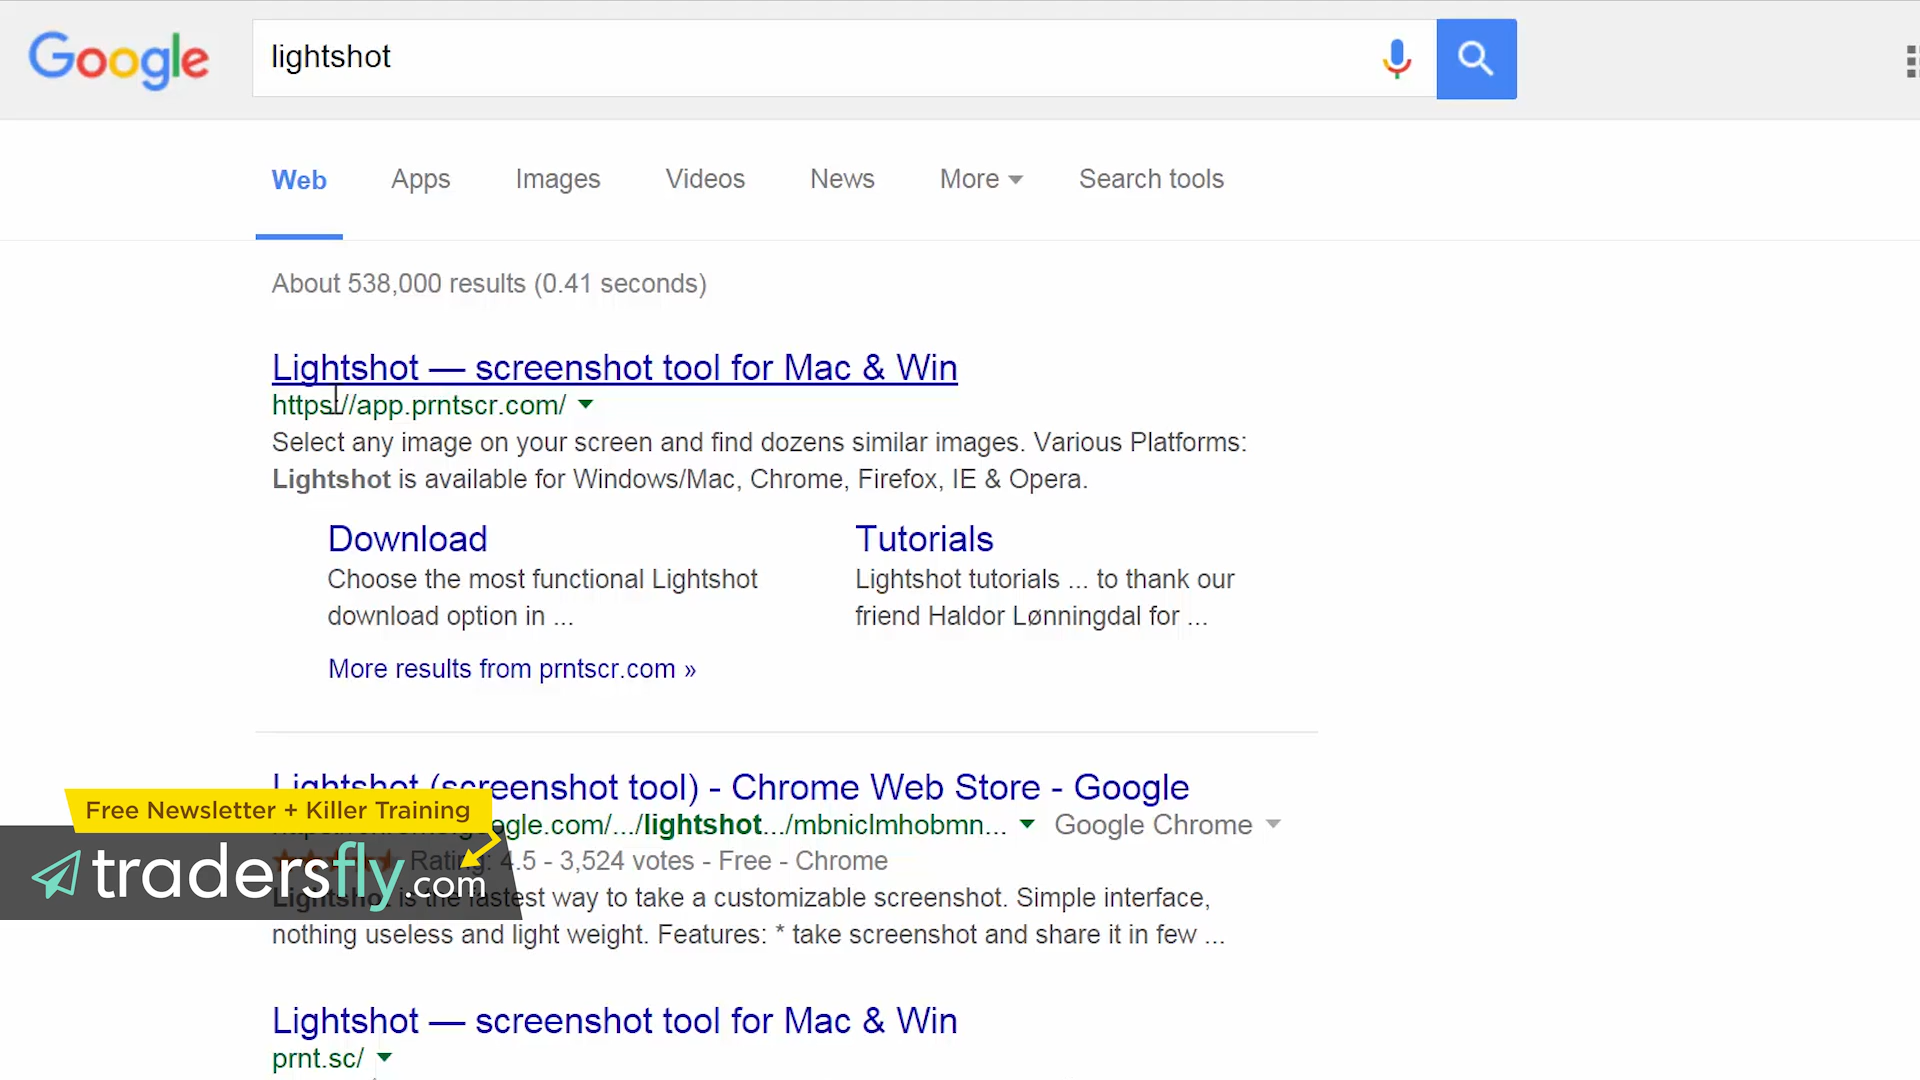 Google
lightshot
Web Apps Images Videos News More Search tools
About 538,000 results (0.41 seconds)
Lightshot — screenshot tool for Mac & Win
https://app.prntscr.com/
Select any image on your screen and find dozens similar images. Various Platforms:
Lightshot is available for Windows/Mac, Chrome, Firefox, IE & Opera.
Download
Choose the most functional Lightshot
download option in ...
Tutorials
Lightshot tutorials ... to thank our
friend Haldor Lønningdal for ...
More results from prntscr.com »
Lightshot (screenshot tool) - Chrome Web Store - Google
ogle.com/.../lightshot.../mbniclmhobmn... Google Chrome
Rating: 4.5 - 3,524 votes - Free - Chrome
Lightshot is the fastest way to take a customizable screenshot. Simple interface,
nothing useless and light weight. Features: * take screenshot and share it in few ...
Free Newsletter + Killer Training
tradersfly.com
Lightshot — screenshot tool for Mac & Win
prnt.sc/